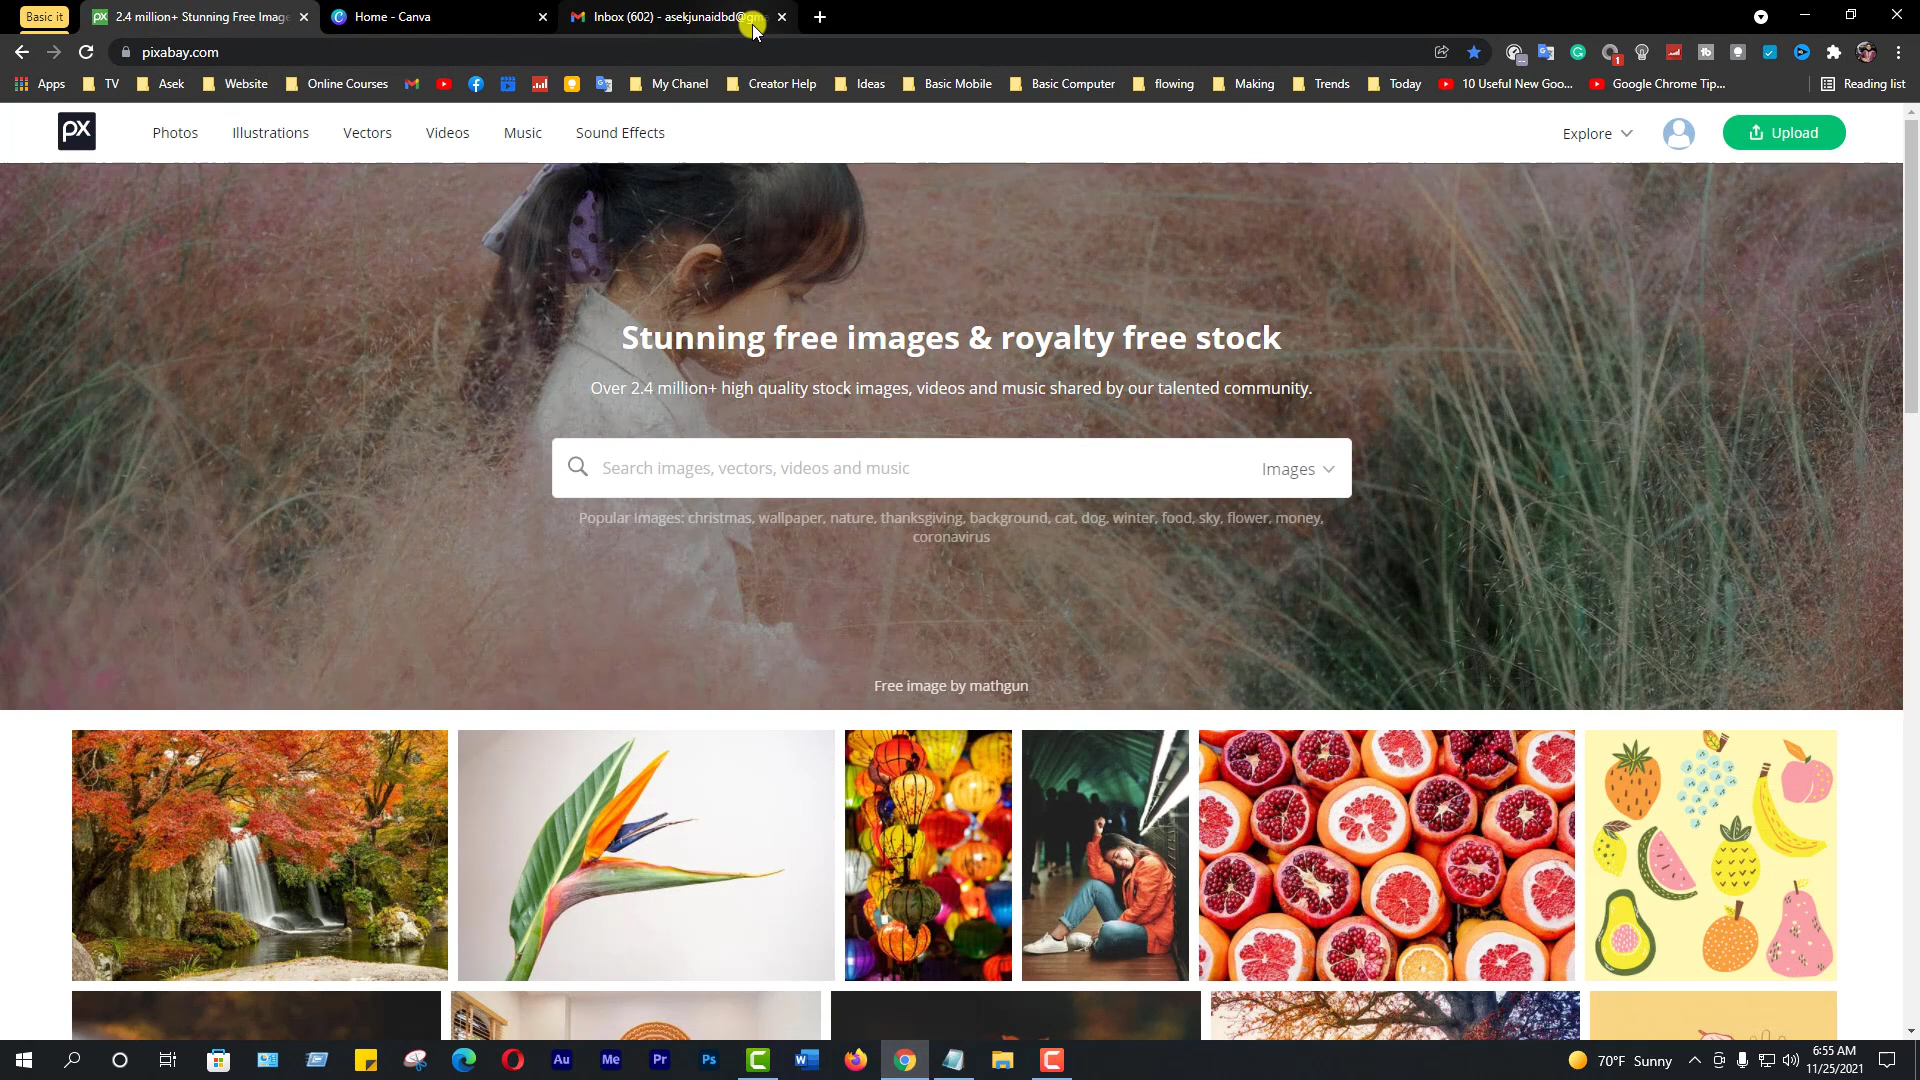 Basic it
2.4 million+ Stunning Free Image
Home - Canva
Inbox (602) - asekjunaidbd@gm
pixabay.com
1
Apps TV Asek Website Online Courses My Chanel Creator Help Ideas Basic Mobile Basic Computer flowing Making Trends Today 10 Useful New Goo... Google Chrome Tip... Reading list
px
Photos Illustrations Vectors Videos Music Sound Effects Explore Upload
Stunning free images & royalty free stock
Over 2.4 million+ high quality stock images, videos and music shared by our talented community.
Search images, vectors, videos and music Images
Popular Images: christmas, wallpaper, nature, thanksgiving, background, cat, dog, winter, food, sky, flower, money,
coronavirus
Free image by mathgun
Au Me Pr Ps
70°F Sunny
6:55 AM
11/25/2021